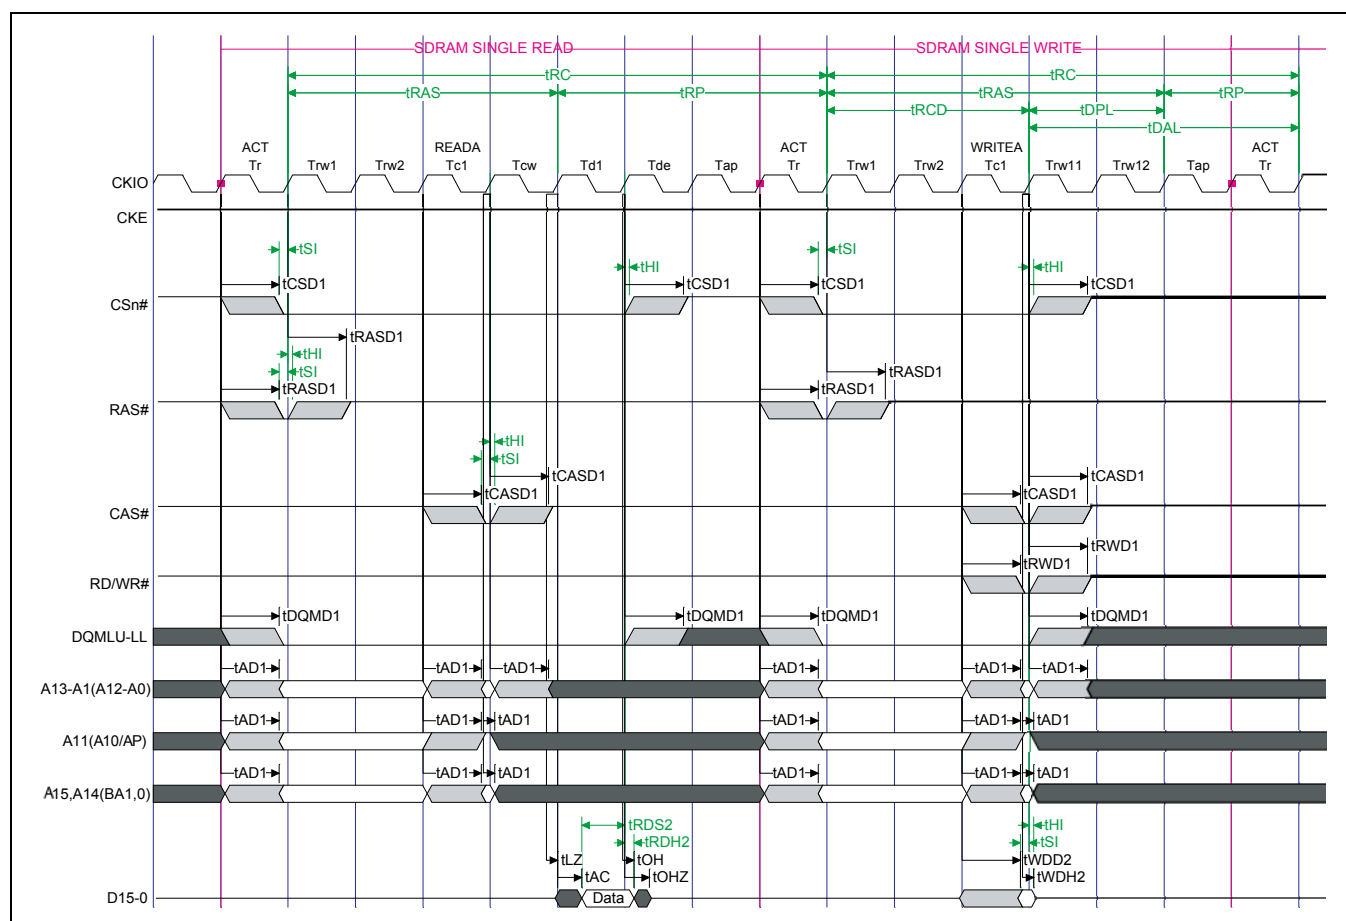 SDRAM SINGLE READ SDRAM SINGLE WRITE
tRC tRC
tRAS tRP tRAS tRP
tRCD tDPL
tDAL
ACT READA ACT WRITEA ACT
Tr Trw1 Trw2 Tc1 Tcw Td1 Tde Tap Tr Trw1 Trw2 Tc1 Trw11 Trw12 Tap Tr
CKIO
CKE
tSI tSI
tHI tHI
tCSD1 tCSD1 tCSD1 tCSD1
CSn#
tRASD1
tHI
tSI tRASD1
tRASD1 tRASD1
RAS#
tHI
tSI
tCASD1 tCASD1
tCASD1 tCASD1
CAS#
tRWD1
tRWD1
RD/WR#
tDQMD1 tDQMD1 tDQMD1 tDQMD1
DQMLU-LL
tAD1 tAD1 tAD1 tAD1 tAD1 tAD1
A13-A1(A12-A0)
tAD1 tAD1 tAD1 tAD1 tAD1 tAD1
A11(A10/AP)
tAD1 tAD1 tAD1 tAD1 tAD1 tAD1
A15,A14(BA1,0)
tRDS2 tHI
tRDH2 tSI
tLZ tOH tWDD2
tAC tOHZ tWDH2
D15-0 Data